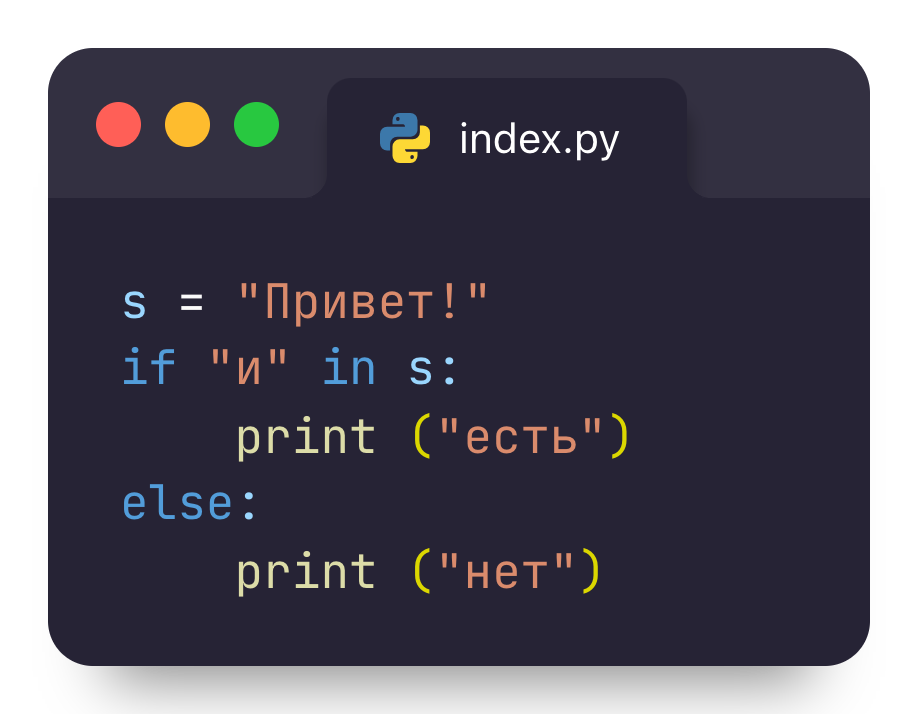 index.py
s = "Привет!"
if "и" in s:
    print ("есть")
else:
    print ("нет")